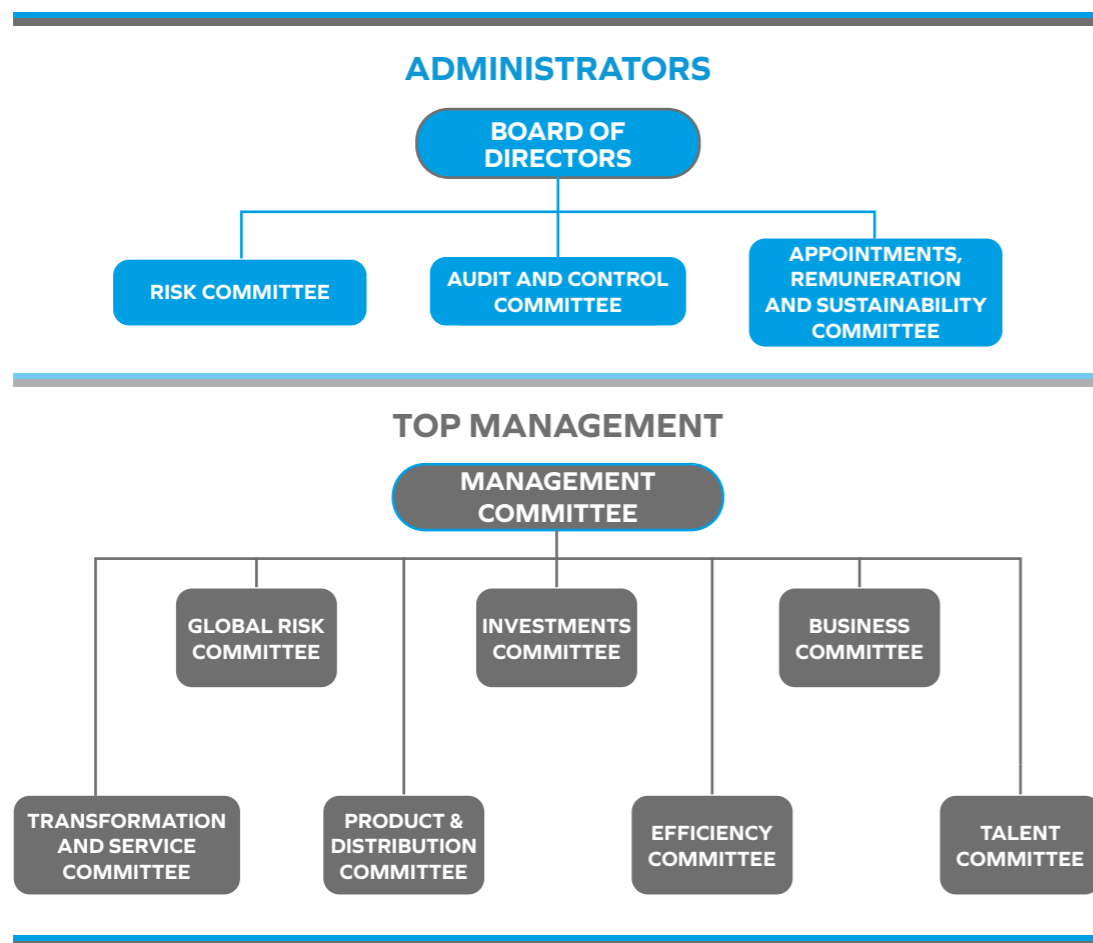 ADMINISTRATORS
BOARD OF
DIRECTORS
RISK COMMITTEE
AUDIT AND CONTROL
COMMITTEE
APPOINTMENTS,
REMUNERATION
AND SUSTAINABILITY
COMMITTEE
TOP MANAGEMENT
MANAGEMENT
COMMITTEE
GLOBAL RISK
COMMITTEE
INVESTMENTS
COMMITTEE
BUSINESS
COMMITTEE
TRANSFORMATION
AND SERVICE
COMMITTEE
PRODUCT &
DISTRIBUTION
COMMITTEE
EFFICIENCY
COMMITTEE
TALENT
COMMITTEE